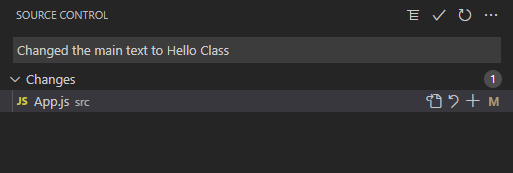 SOURCE CONTROL
Changed the main text to Hello Class
Changes 1
JS App.js src M